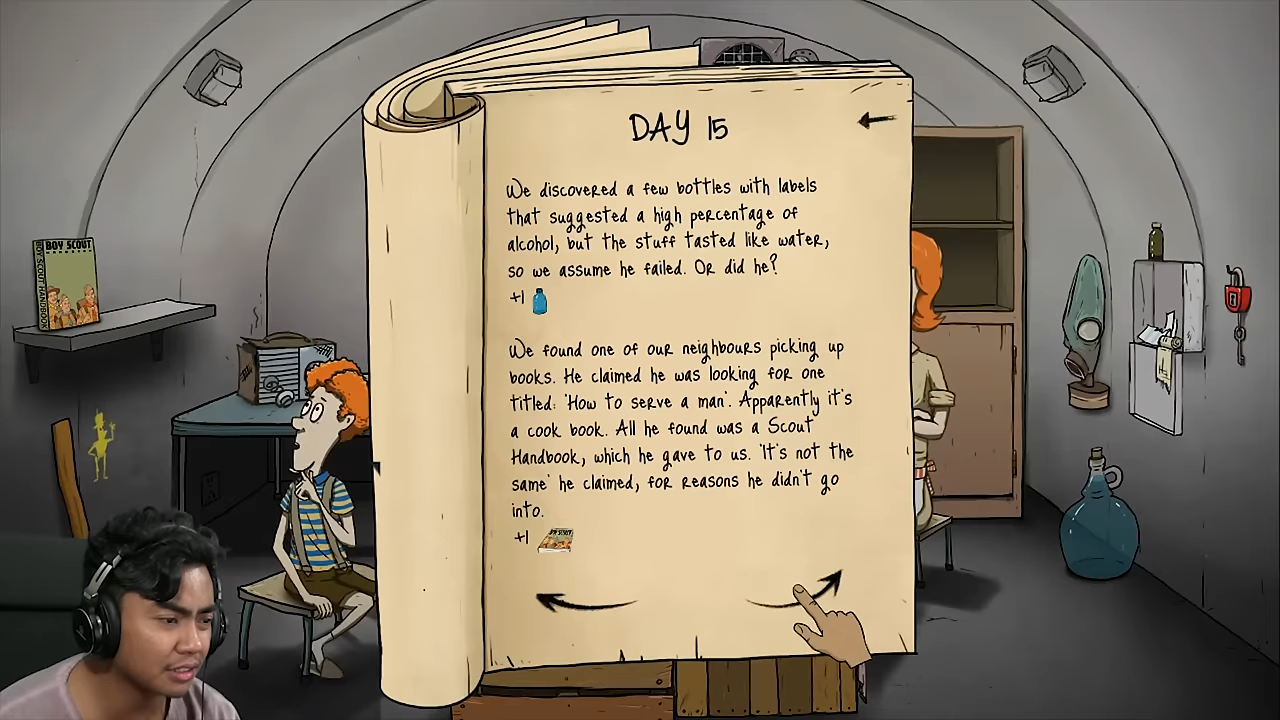 DAY 15
We discovered a few bottles with labels
that suggested a high percentage of
alcohol, but the stuff tasted like water,
so we assume he failed. Or did he?
+1
We found one of our neighbours picking up
books. He claimed he was looking for one
titled: 'How to serve a man'. Apparently it's
a cook book. All he found was a Scout
Handbook, which he gave to us. 'It's not the
same' he claimed, for reasons he didn't go
into.
+1
BOY SCOUT
BOY SCOUT HANDBOOK